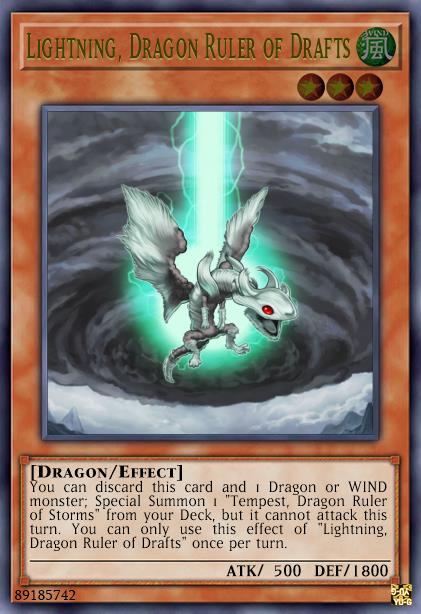 Lightning, Dragon Ruler of Drafts
WIND
風
[Dragon/Effect]
You can discard this card and 1 Dragon or WIND
monster; Special Summon 1 "Tempest, Dragon Ruler
of Storms" from your Deck, but it cannot attack this
turn. You can only use this effect of "Lightning,
Dragon Ruler of Drafts" once per turn.
ATK/ 500 DEF/1800
89185742